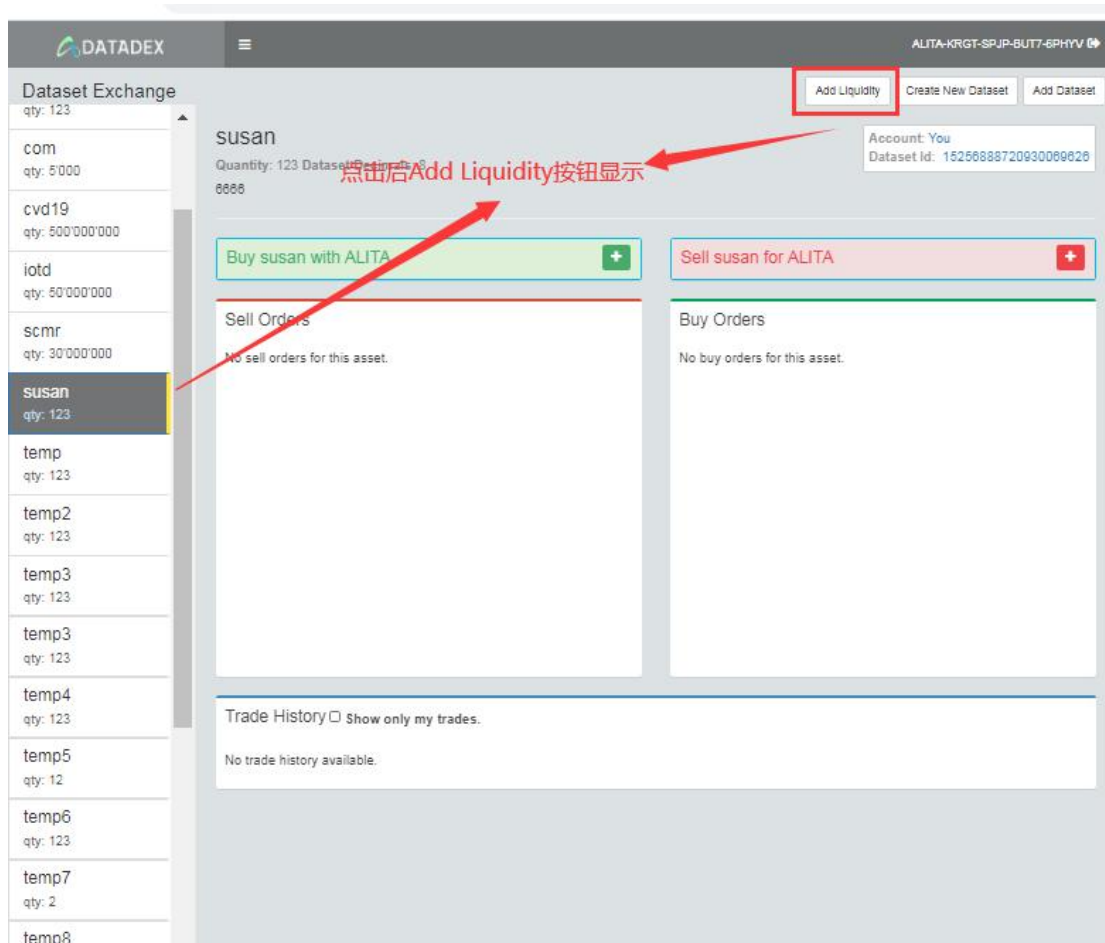 DATADEX
ALITA-KRGT-SPJP-BUT7-6PHYV
Dataset Exchange
Add Liquidity
Create New Dataset
Add Dataset
qty: 123
com
qty: 5'000
cvd19
qty: 500'000'000
iotd
qty: 50'000'000
scmr
qty: 30'000'000
susan
qty: 123
temp
qty: 123
temp2
qty: 123
temp3
qty: 123
temp3
qty: 123
temp4
qty: 123
temp5
qty: 12
temp6
qty: 123
temp7
qty: 2
temp8
susan
Quantity: 123 Dataset Decimals: 8
6666
点击后Add Liquidity按钮显示
Account: You
Dataset Id: 15256888720930069626
Buy susan with ALITA
Sell susan for ALITA
Sell Orders
No sell orders for this asset.
Buy Orders
No buy orders for this asset.
Trade History Show only my trades.
No trade history available.